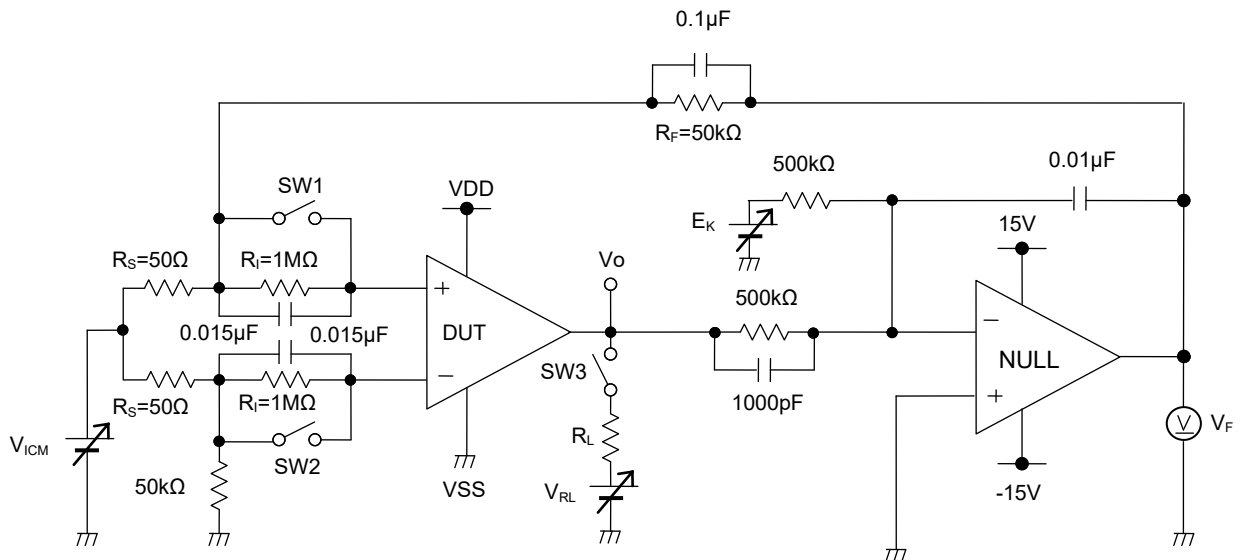 0.1μF
RF=50kΩ
500kΩ
0.01μF
SW1
VDD
EK
15V
RS=50Ω
RI=1MΩ
Vo
500kΩ
+
−
0.015μF
0.015μF
DUT
NULL
−
SW3
+
1000pF
RS=50Ω
RI=1MΩ
RL
V
VF
VICM
SW2
50kΩ
VSS
VRL
-15V